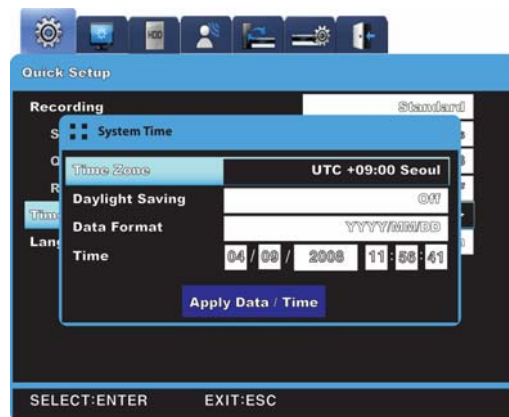 HDD
Quick Setup
Recording Standard
System Time
Time Zone UTC +09:00 Seoul
Daylight Saving Off
Data Format YYYY/MM/DD
Time 04 / 09 / 2008 11 : 56 : 41
Apply Data / Time
SELECT:ENTER EXIT:ESC